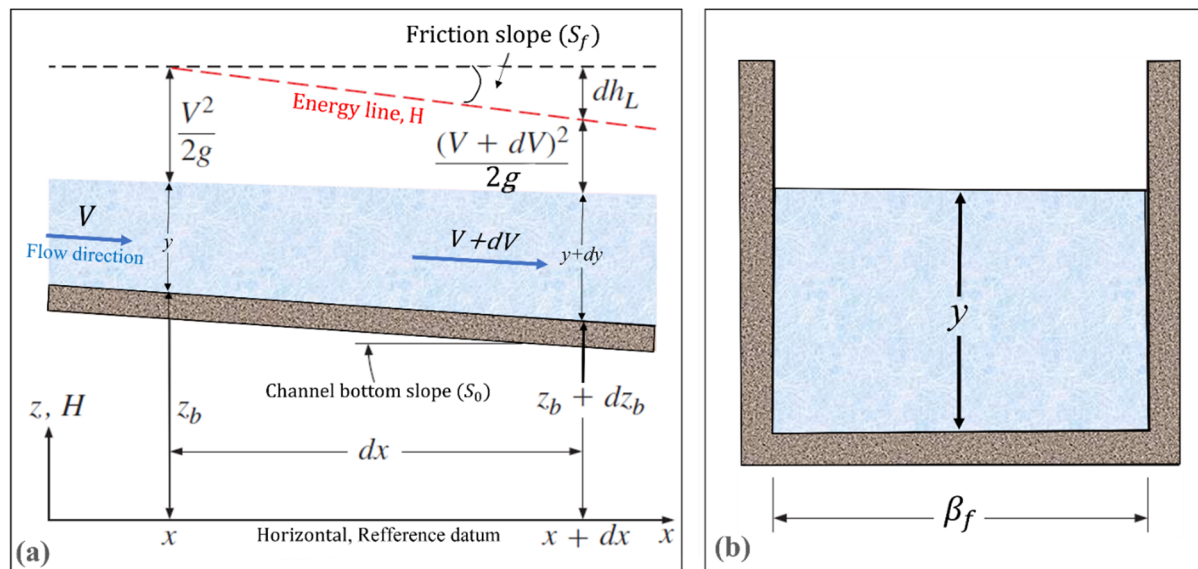 Friction slope (S_f)
dh_L
Energy line, H
V^2
2g
(V + dV)^2
2g
V
Flow direction
y
V+dV
y+dy
Channel bottom slope (S_0)
z, H
z_b
z_b + dz_b
dx
x
Horizontal, Refference datum
x + dx
x
(a)
y
β_f
(b)